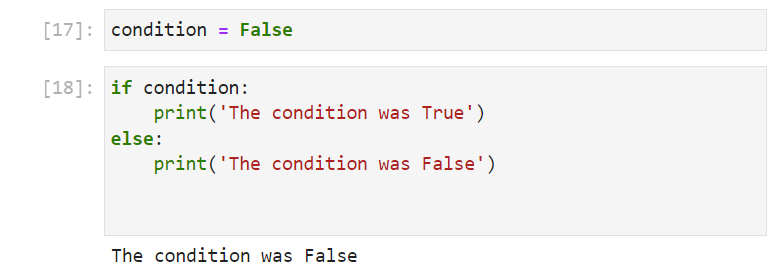 [17]: condition = False
[18]: if condition:
    print('The condition was True')
else:
    print('The condition was False')
The condition was False